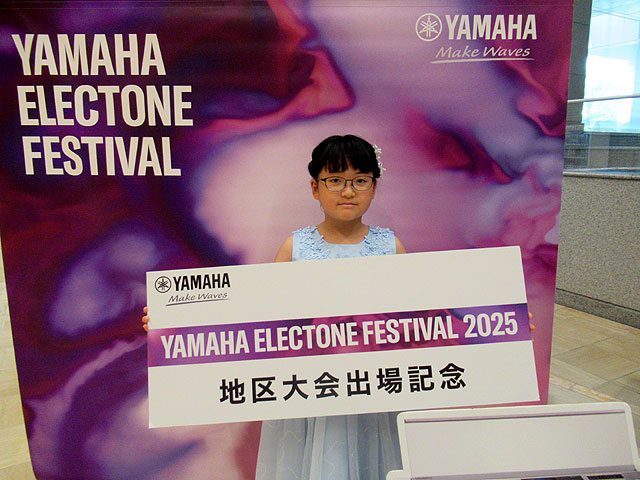 YAMAHA
ELECTONE
FESTIVAL
YAMAHA
Make Waves
YAMAHA
Make Waves
YAMAHA ELECTONE FESTIVAL 2025
地区大会出場記念